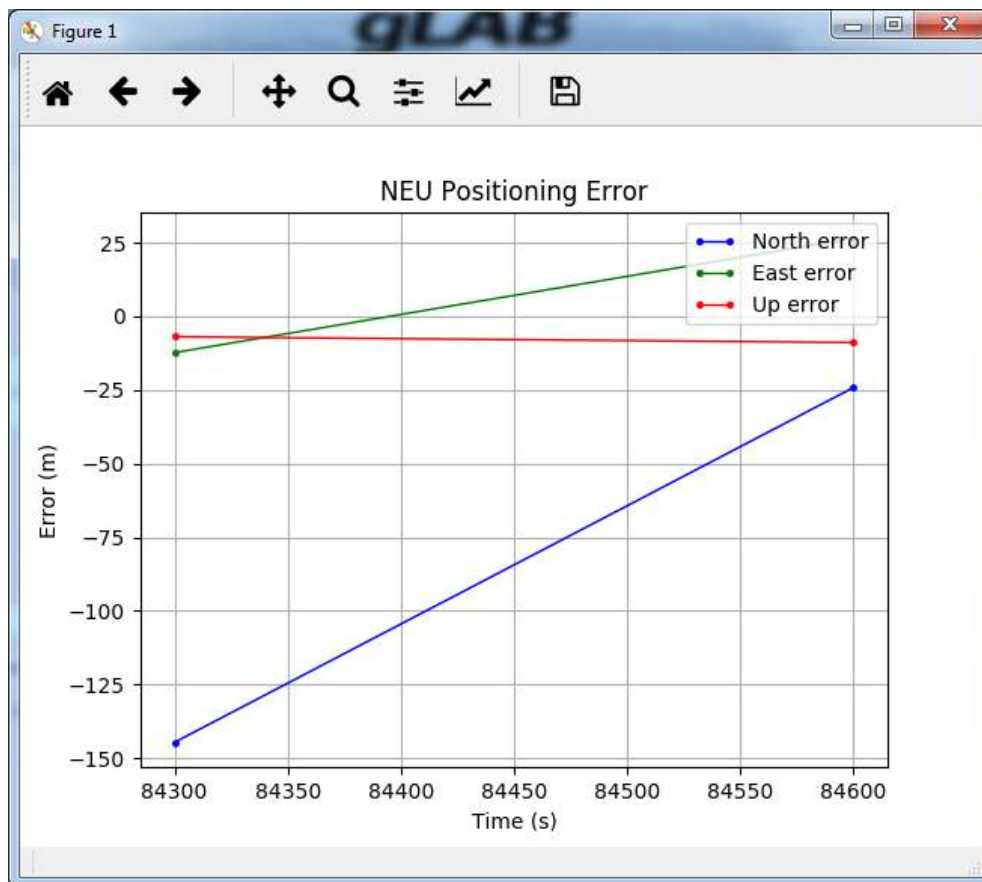 Figure 1
gLAB
NEU Positioning Error
North error
East error
Up error
25
0
−25
−50
−75
−100
−125
−150
Error (m)
84300 84350 84400 84450 84500 84550 84600
Time (s)